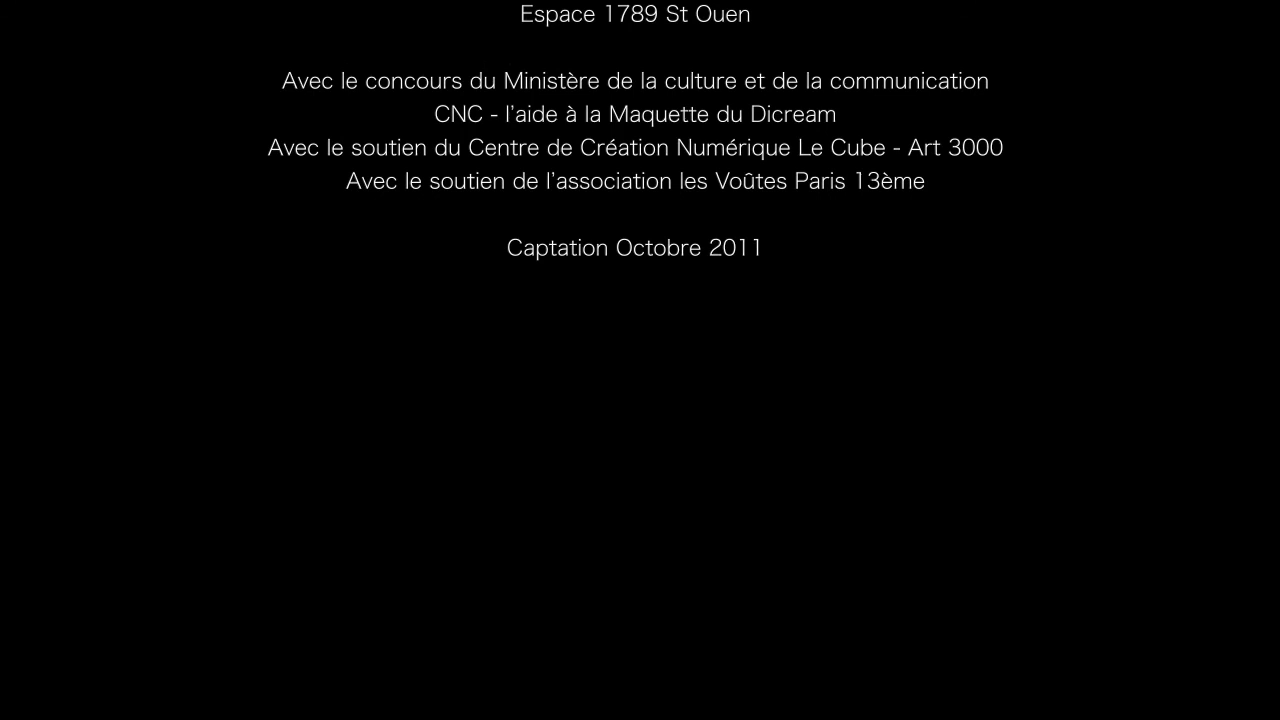 Espace 1789 St Ouen
Avec le concours du Ministère de la culture et de la communication
CNC - l’aide à la Maquette du Dicream
Avec le soutien du Centre de Création Numérique Le Cube - Art 3000
Avec le soutien de l’association les Voûtes Paris 13ème
Captation Octobre 2011